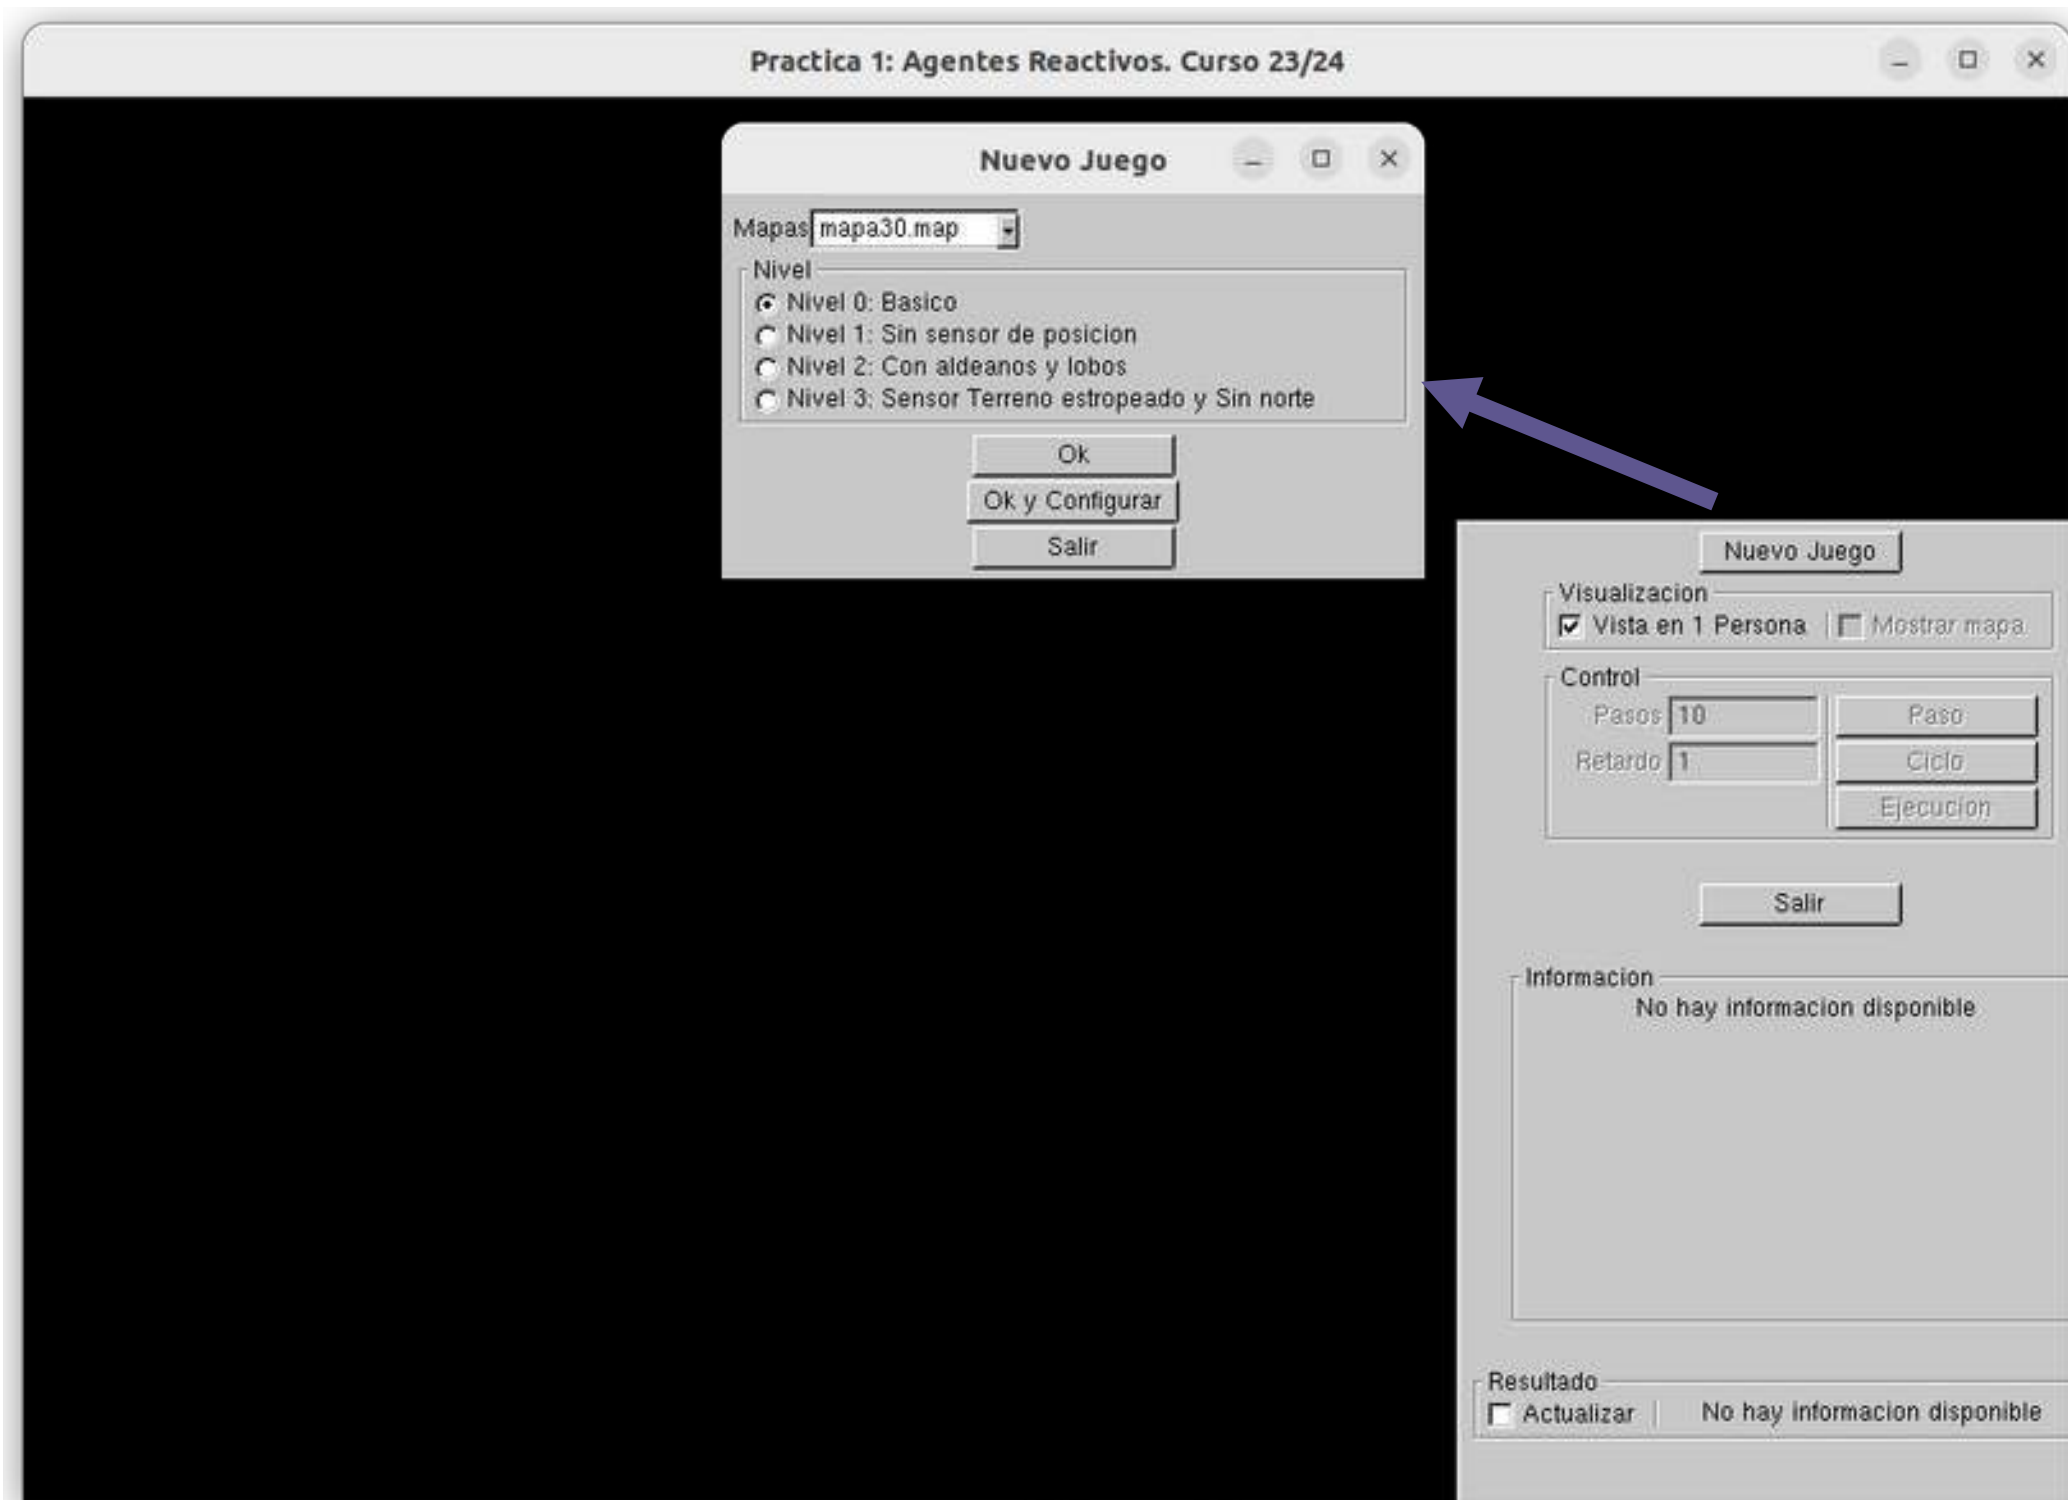 Practica 1: Agentes Reactivos. Curso 23/24
Nuevo Juego
Mapas mapa30.map
Nivel
Nivel 0: Basico
Nivel 1: Sin sensor de posicion
Nivel 2: Con aldeanos y lobos
Nivel 3: Sensor Terreno estropeado y Sin norte
Ok
Ok y Configurar
Salir
Nuevo Juego
Visualizacion
Vista en 1 Persona Mostrar mapa
Control
Pasos 10 Paso
Retardo 1 Ciclo
Ejecucion
Salir
Informacion
No hay informacion disponible
Resultado
Actualizar No hay informacion disponible